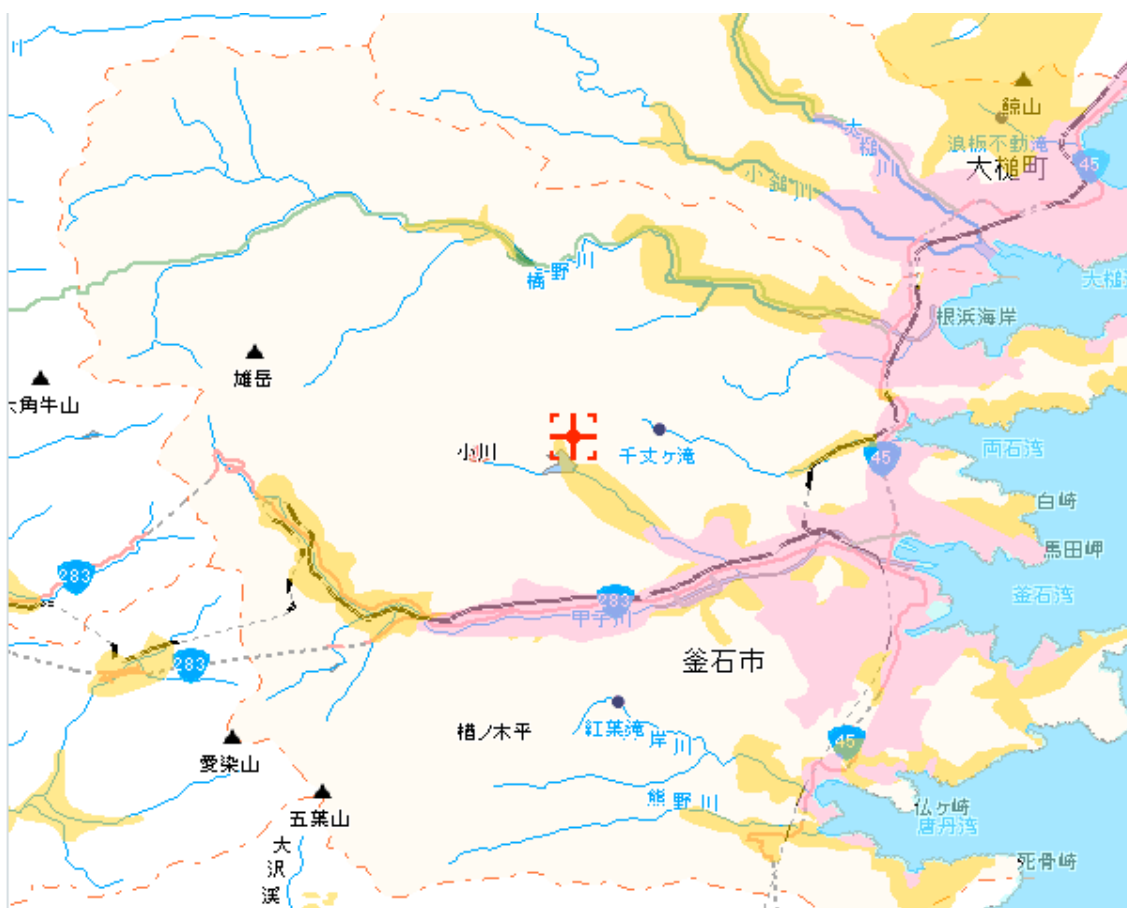 川
鯨山
浪板不動滝
大槌町
45
大槌川
小鎚川
橋野川
大槌
根浜海岸
雄岳
六角牛山
小川
千丈ヶ滝
両石湾
45
白崎
馬田岬
283
283
甲子川
釜石湾
釜石市
283
紅葉滝
楢ノ木平
岸川
45
愛染山
熊野川
五葉山
仏ヶ崎
唐丹湾
大沢溪
死骨崎